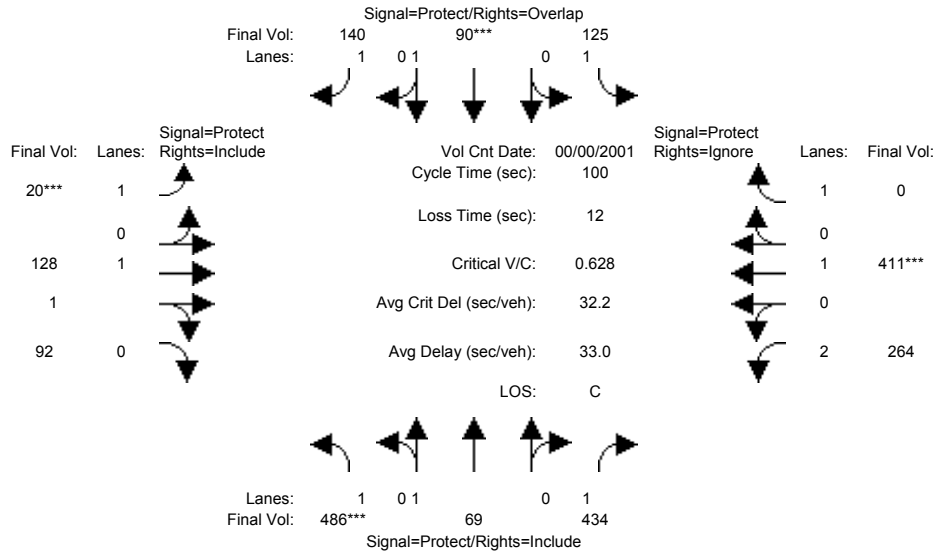 Signal=Protect/Rights=Overlap
Final Vol: 140 90*** 125
Lanes: 1 0 1 0 1
Signal=Protect
Final Vol: Lanes: Rights=Include
Vol Cnt Date: 00/00/2001
Signal=Protect
Rights=Ignore Lanes: Final Vol:
Cycle Time (sec): 100
20*** 1
1 0
Loss Time (sec): 12
0
0
128 1
Critical V/C: 0.628
1 411***
1
Avg Crit Del (sec/veh): 32.2
0
92 0
Avg Delay (sec/veh): 33.0
2 264
LOS: C
Lanes: 1 0 1 0 1
Final Vol: 486*** 69 434
Signal=Protect/Rights=Include